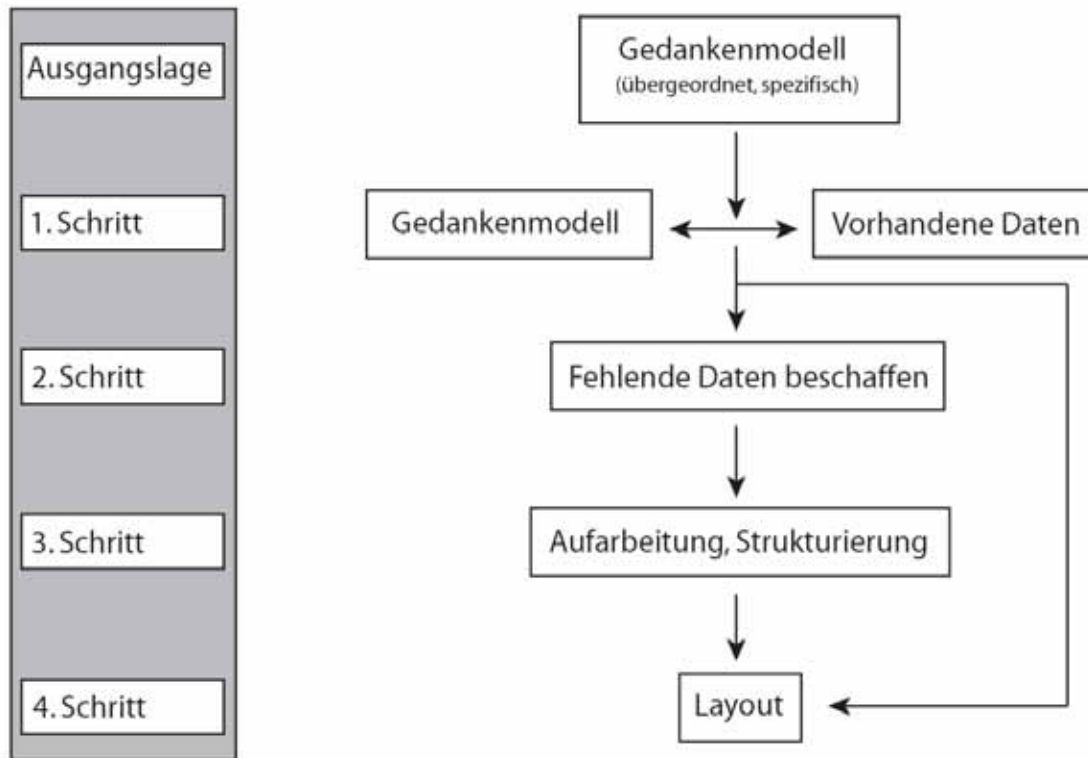 Ausgangslage
Gedankenmodell
(übergeordnet, spezifisch)
1. Schritt
Gedankenmodell
Vorhandene Daten
2. Schritt
Fehlende Daten beschaffen
3. Schritt
Aufarbeitung, Strukturierung
4. Schritt
Layout